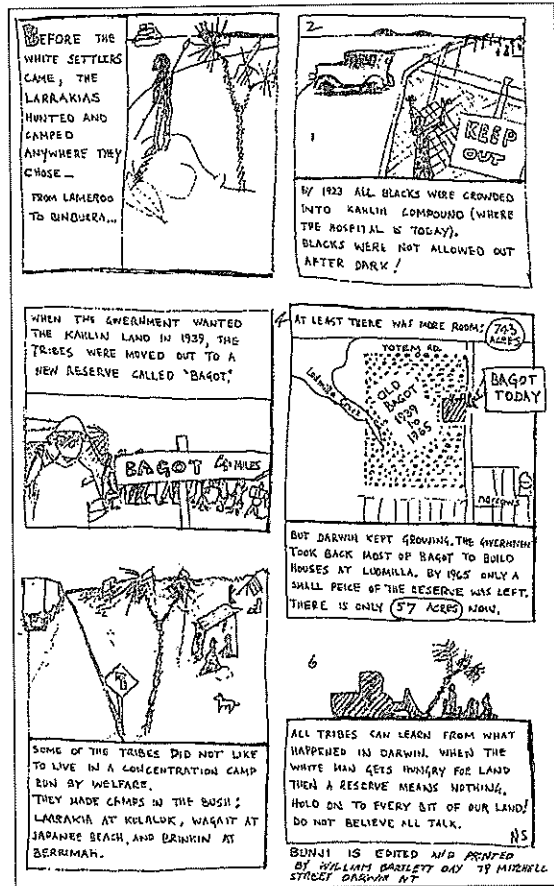 BEFORE THE
WHITE SETTLERS
CAME, THE
LARRAKIAS
HUNTED AND
CAMPED
ANYWHERE THEY
CHOSE —
FROM LAMEROO
TO BINBURRA...
2-
KEEP
OUT
BY 1923 ALL BLACKS WERE CROWDED
INTO KAHLIN COMPOUND (WHERE
THE HOSPITAL IS TODAY).
BLACKS WERE NOT ALLOWED OUT
AFTER DARK!
WHEN THE GWERNMENT WANTED
THE KAHLIN LAND IN 1939, THE
TRIBES WERE MOVED OUT TO A
NEW RESERVE CALLED "BAGOT."
BAGOT 4 MILES
4
AT LEAST THERE WAS MORE ROOM: 743
ACRES
TOTEM RD.
Ludmilla Creek
OLD
BAGOT
1939
to
1965
BAGOT
TODAY
NARROWS
BUT DARWIN KEPT GROWING. THE GWERNMEN
TOOK BACK MOST OF BAGOT TO BUILD
HOUSES AT LUDMILLA. BY 1965 ONLY A
SMALL PEICE OF THE RESERVE WAS LEFT.
THERE IS ONLY 57 ACRES NOW.
SOME OF THE TRIBES DID NOT LIKE
TO LIVE IN A CONCENTRATION CAMP
RUN BY WELFARE.
THEY MADE CAMPS IN THE BUSH:
LARRAKIA AT KULALUK, WAGAIT AT
JAPANEE BEACH, AND BRINKIN AT
BERRIMAH.
6
ALL TRIBES CAN LEARN FROM WHAT
HAPPENED IN DARWIN. WHEN THE
WHITE MAN GETS HUNGRY FOR LAND
THEN A RESERVE MEANS NOTHING.
HOLD ON TO EVERY BIT OF OUR LAND!
DO NOT BELIEVE ALL TALK.
NS
BUNJI IS EDITED AND PRINTED
BY WILLIAM BARTLETT DAY 79 MITCHELL
STREET DARWIN NT